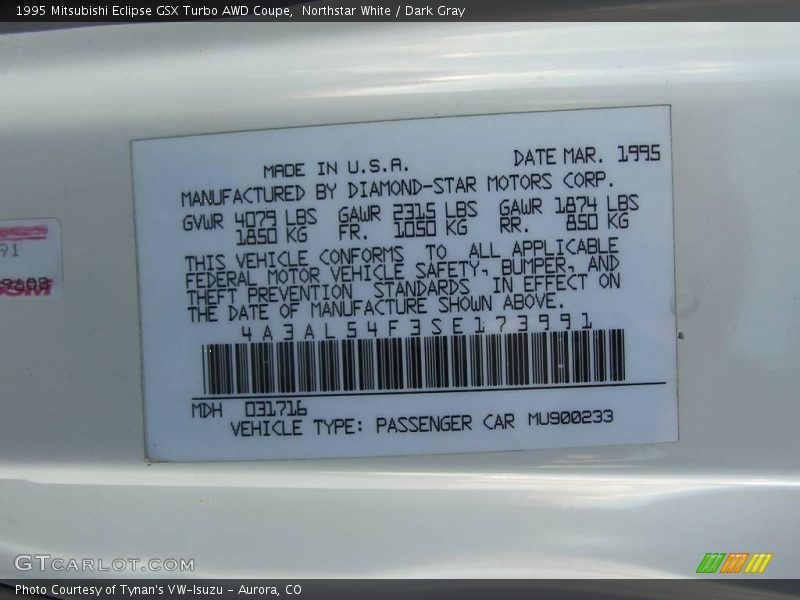 1995 Mitsubishi Eclipse GSX Turbo AWD Coupe, Northstar White / Dark Gray
MADE IN U.S.A. DATE MAR. 1995
MANUFACTURED BY DIAMOND-STAR MOTORS CORP.
GVWR 4079 LBS GAWR 2315 LBS GAWR 1874 LBS
1850 KG FR. 1050 KG RR. 850 KG
THIS VEHICLE CONFORMS TO ALL APPLICABLE
FEDERAL MOTOR VEHICLE SAFETY, BUMPER, AND
THEFT PREVENTION STANDARDS IN EFFECT ON
THE DATE OF MANUFACTURE SHOWN ABOVE.
4A3AL54F3SE173991
MDH 031716
VEHICLE TYPE: PASSENGER CAR MU900233
91
GTCARLOT.COM
Photo Courtesy of Tynan's VW-Isuzu - Aurora, CO